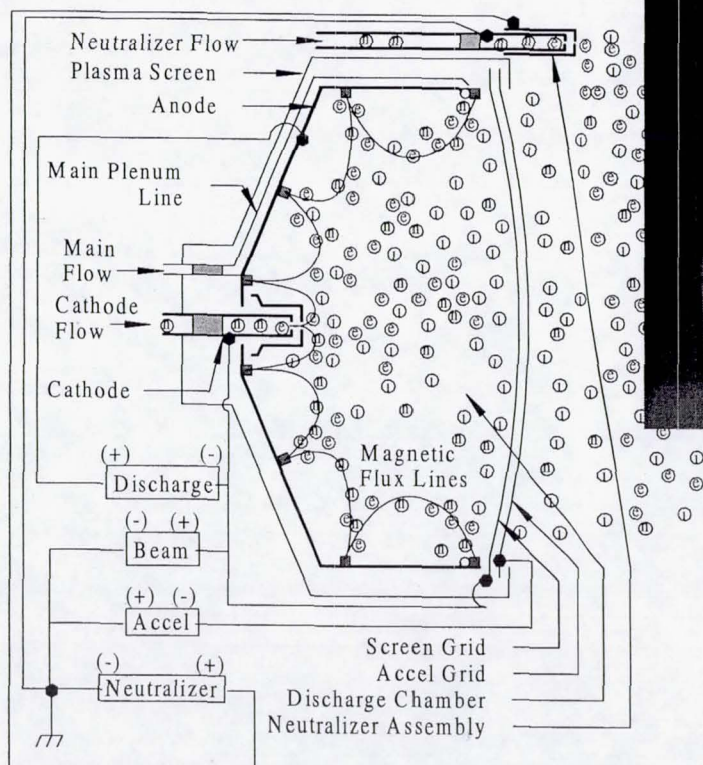 Neutralizer Flow
Plasma Screen
Anode
Main Plenum
Line
Main
Flow
Cathode
Flow
Cathode
Magnetic
Flux Lines
(+) (-)
Discharge
(-) (+)
Beam
(+) (-)
Accel
(-) (+)
Neutralizer
Screen Grid
Accel Grid
Discharge Chamber
Neutralizer Assembly